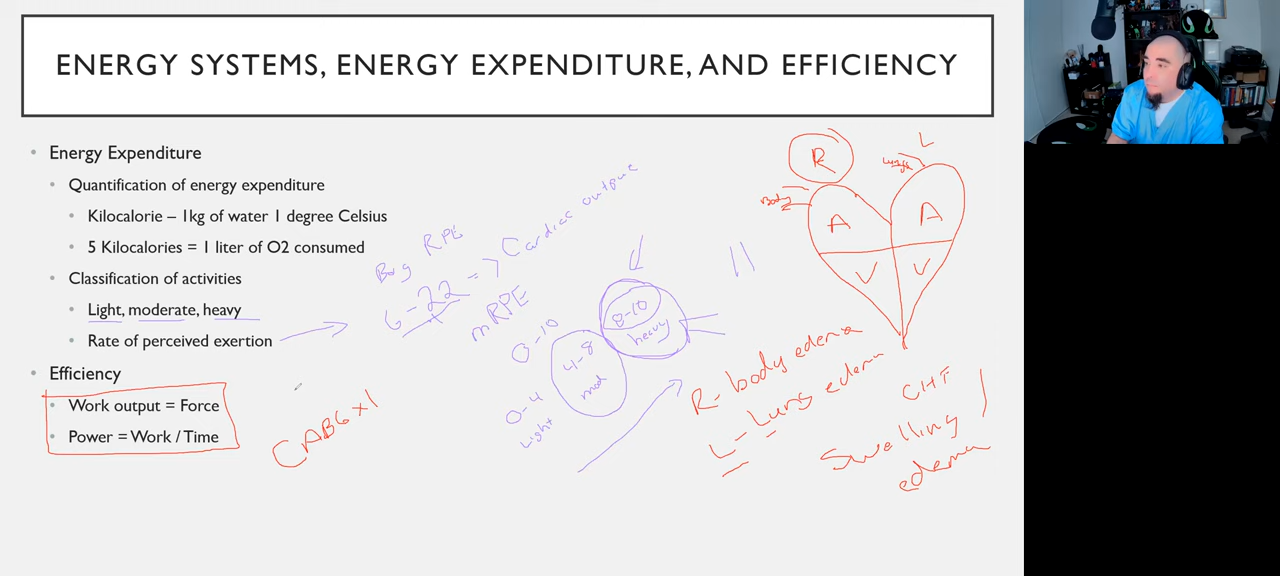 ENERGY SYSTEMS, ENERGY EXPENDITURE, AND EFFICIENCY
• Energy Expenditure
• Quantification of energy expenditure
• Kilocalorie – 1kg of water 1 degree Celsius
• 5 Kilocalories = 1 liter of O2 consumed
• Classification of activities
• Light, moderate, heavy
• Rate of perceived exertion
• Efficiency
• Work output = Force
• Power = Work / Time
CABG x 1
Borg RPE
6-22 => Cardiac output
mRPE
0-10
0-4
Light
4-8
mod
8-10
heavy
R
L
Body
Lungs
A
A
V
V
R- body edema
L- Lung edema
CHF
Swelling
edema